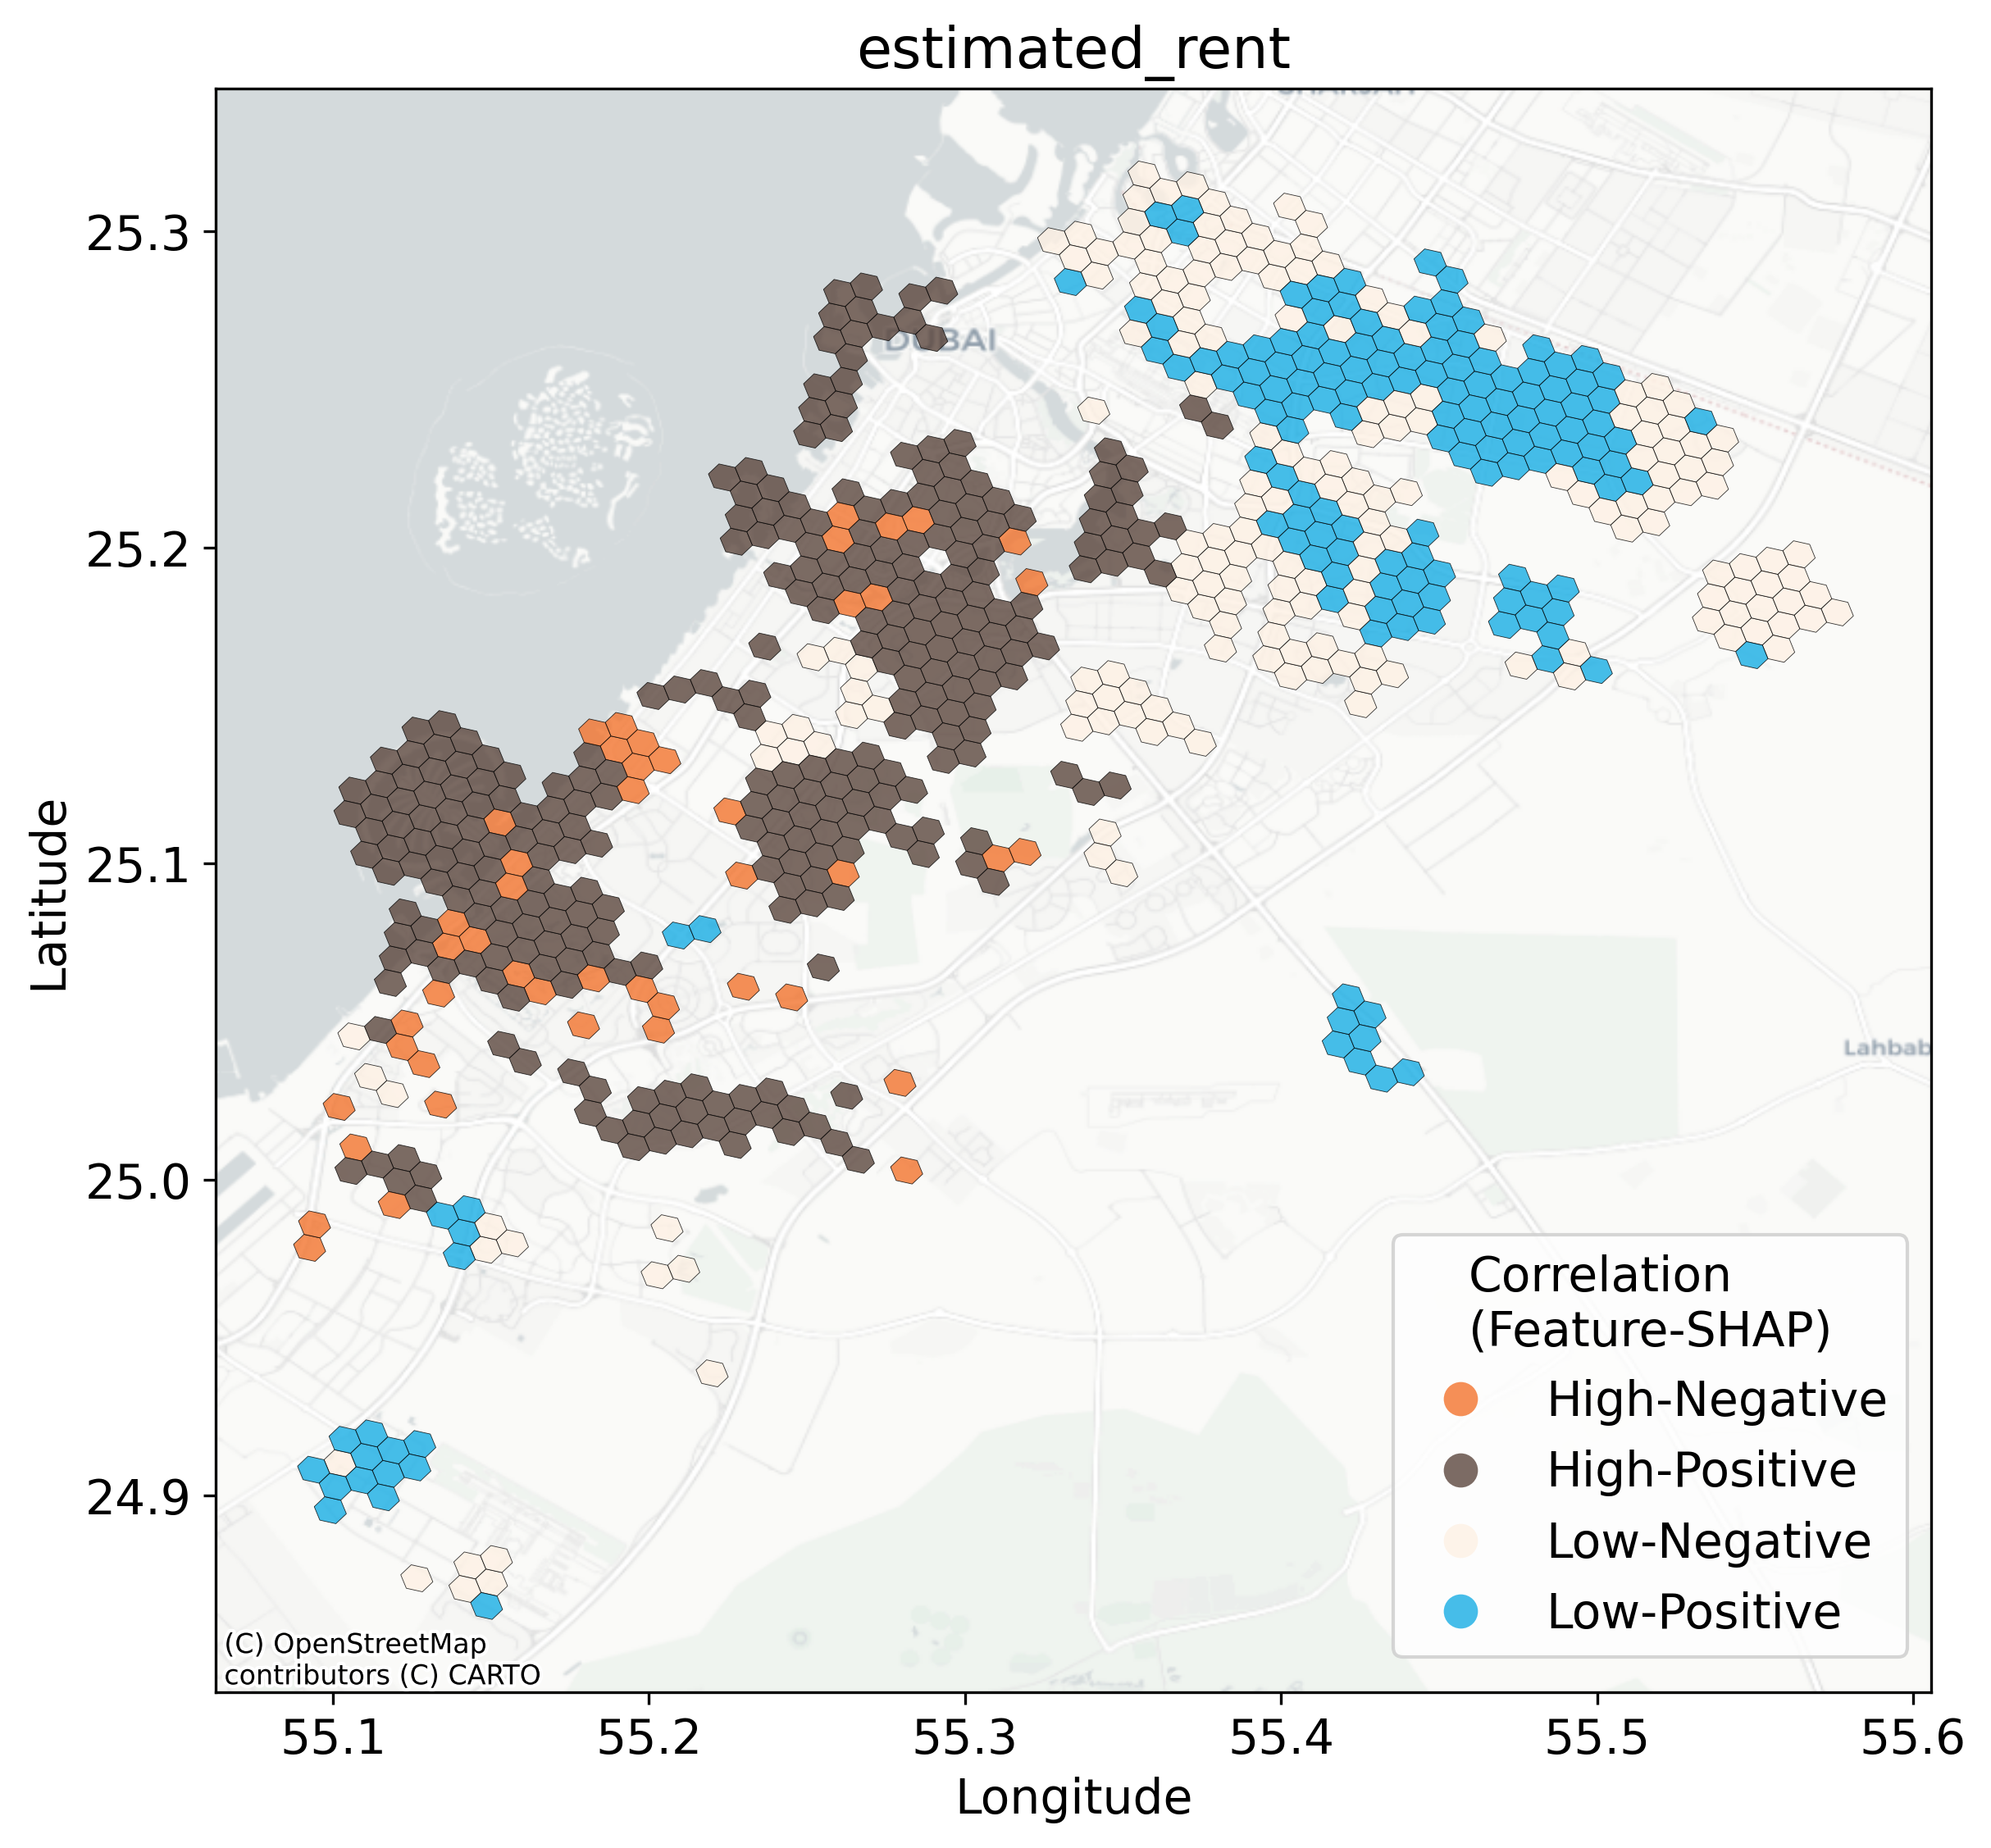 estimated_rent
DUBAI
Lahbab
25.3
25.2
25.1
25.0
24.9
Latitude
Correlation
(Feature-SHAP)
High-Negative
High-Positive
Low-Negative
Low-Positive
(C) OpenStreetMap
contributors (C) CARTO
55.1 55.2 55.3 55.4 55.5 55.6
Longitude